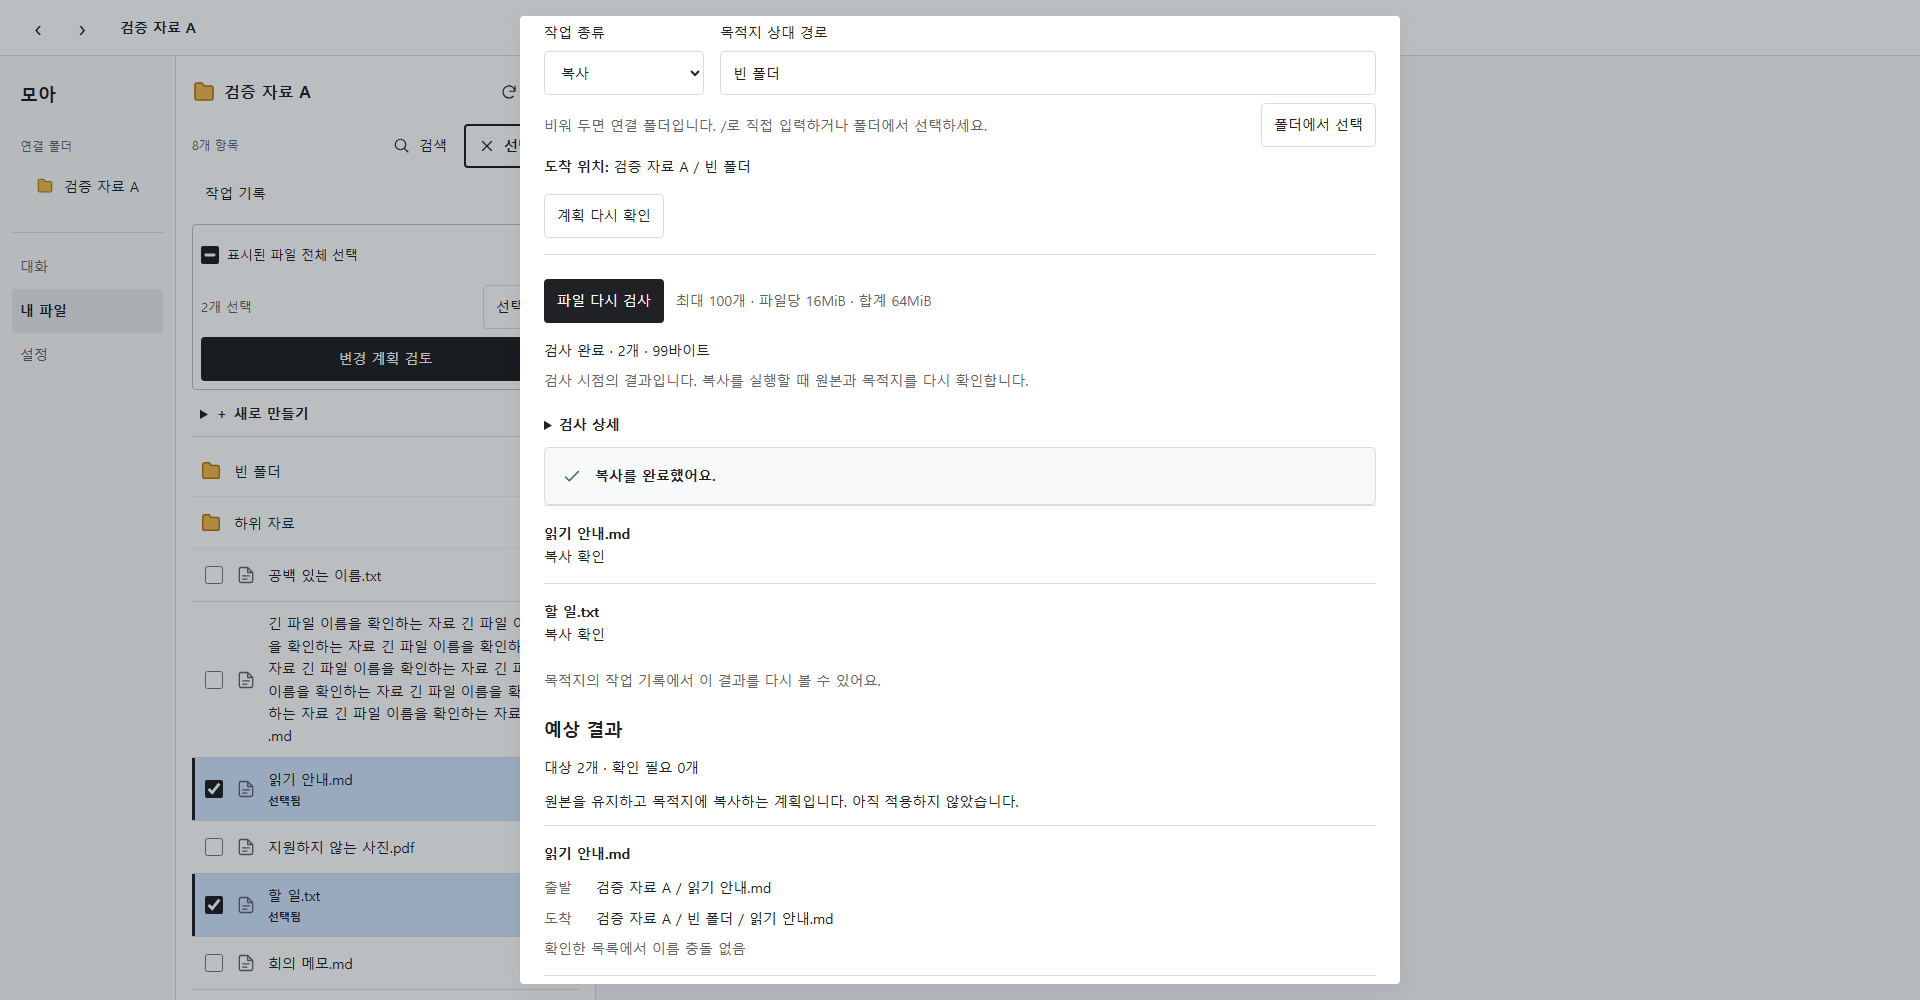 검증 자료 A
모아
연결 폴더
검증 자료 A
대화
내 파일
설정
검증 자료 A
8개 항목
검색
작업 기록
표시된 파일 전체 선택
2개 선택
변경 계획 검토
+ 새로 만들기
빈 폴더
하위 자료
공백 있는 이름.txt
긴 파일 이름을 확인하는 자료 긴 파일
을 확인하는 자료 긴 파일 이름을 확인하
자료 긴 파일 이름을 확인하는 자료 긴
이름을 확인하는 자료 긴 파일 이름을
하는 자료 긴 파일 이름을 확인하는 자료
.md
읽기 안내.md
선택됨
지원하지 않는 사진.pdf
할 일.txt
선택됨
회의 메모.md
작업 종류
목적지 상대 경로
복사
빈 폴더
비워 두면 연결 폴더입니다. /로 직접 입력하거나 폴더에서 선택하세요.
폴더에서 선택
도착 위치: 검증 자료 A / 빈 폴더
계획 다시 확인
파일 다시 검사
최대 100개 · 파일당 16MiB · 합계 64MiB
검사 완료 · 2개 · 99바이트
검사 시점의 결과입니다. 복사를 실행할 때 원본과 목적지를 다시 확인합니다.
검사 상세
복사를 완료했어요.
읽기 안내.md
복사 확인
할 일.txt
복사 확인
목적지의 작업 기록에서 이 결과를 다시 볼 수 있어요.
예상 결과
대상 2개 · 확인 필요 0개
원본을 유지하고 목적지에 복사하는 계획입니다. 아직 적용하지 않았습니다.
읽기 안내.md
출발 검증 자료 A / 읽기 안내.md
도착 검증 자료 A / 빈 폴더 / 읽기 안내.md
확인한 목록에서 이름 충돌 없음